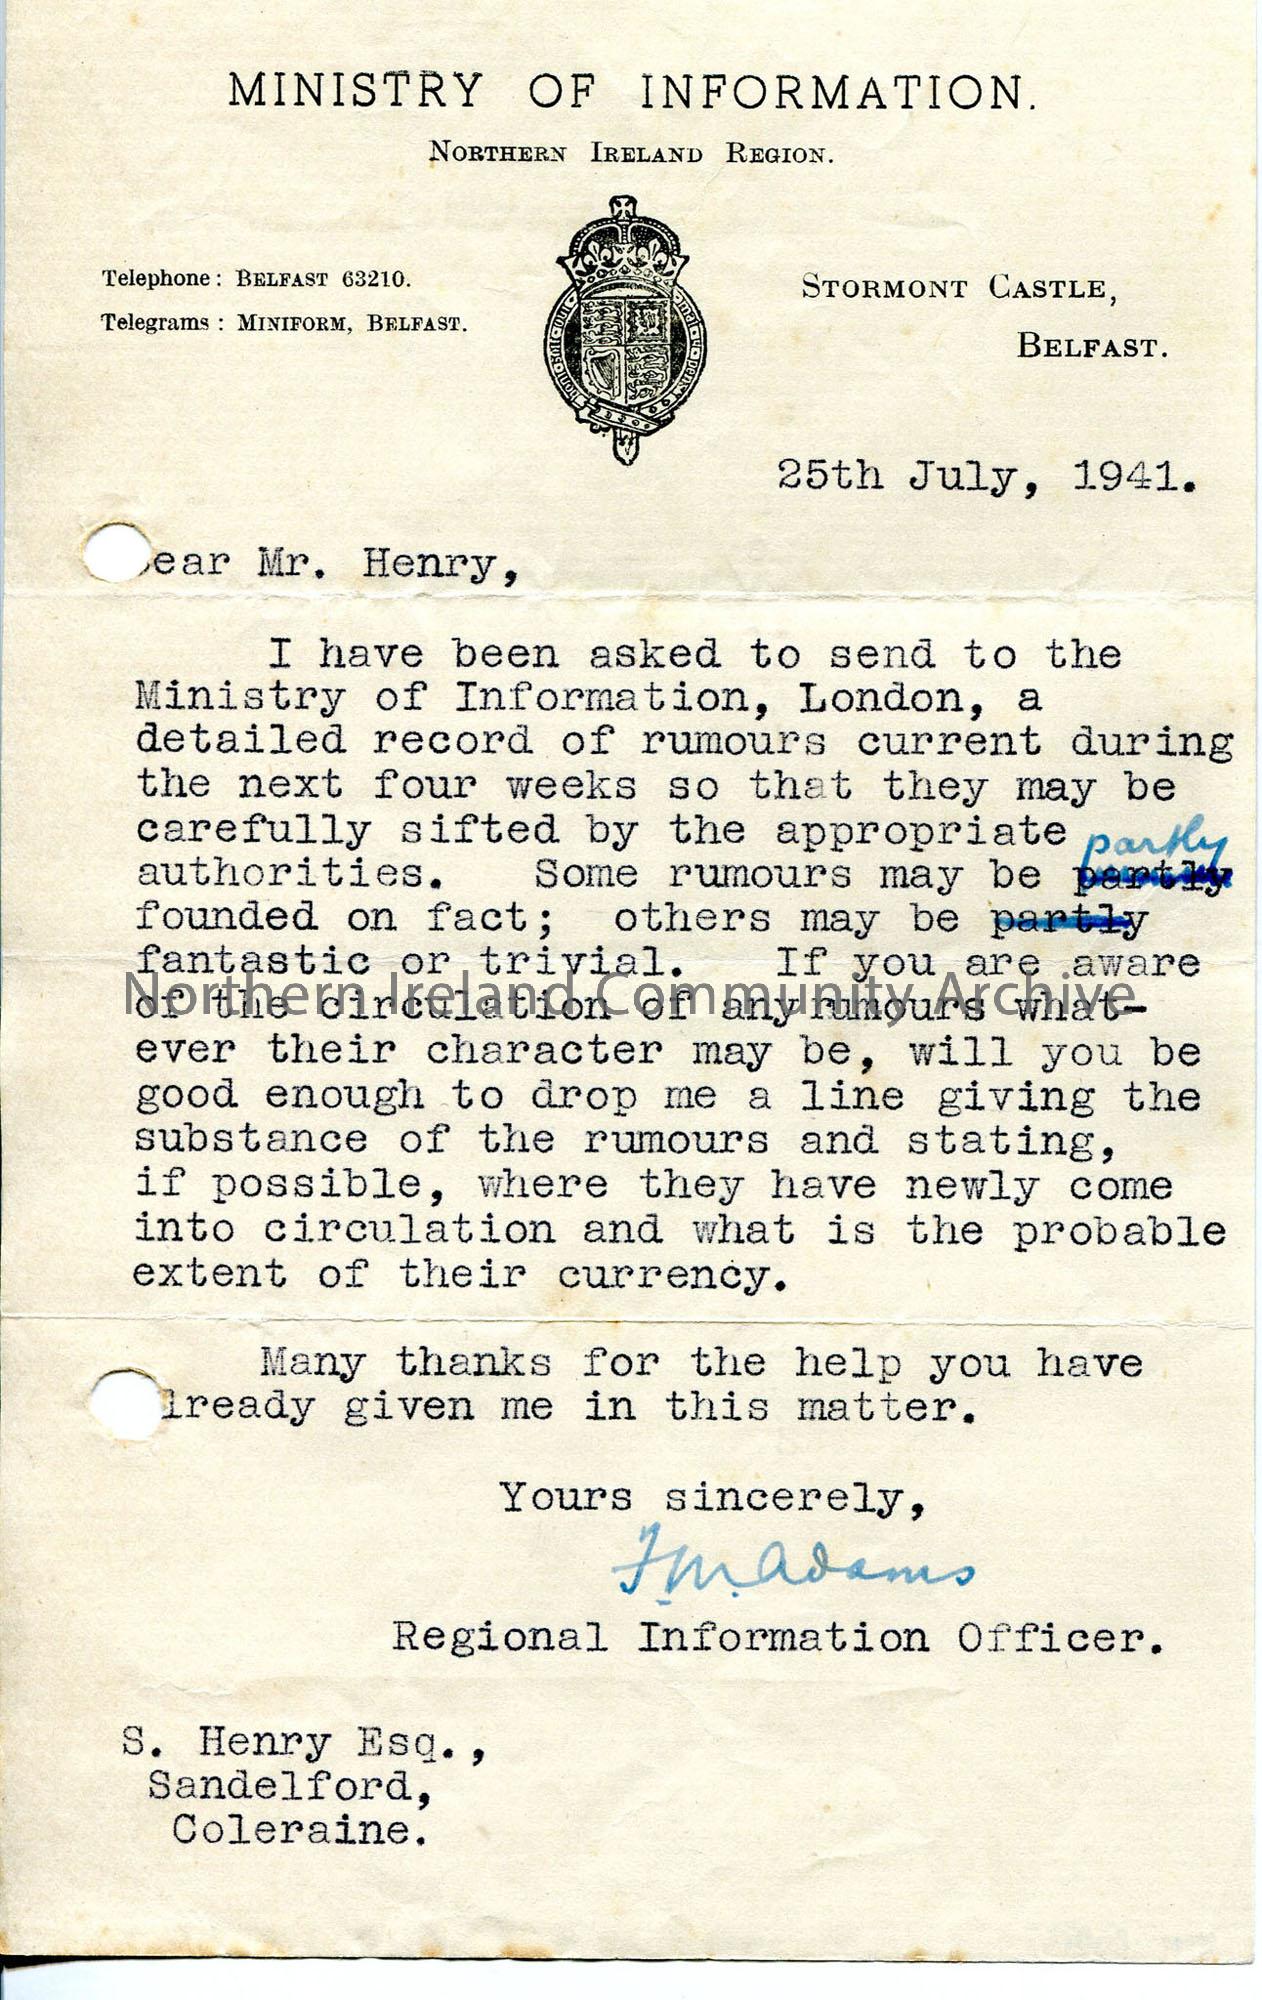 MINISTRY OF INFORMATION.
NORTHERN IRELAND REGION.
Telephone: BELFAST 63210.
Telegrams: MINIFORM, BELFAST.
STORMONT CASTLE,
BELFAST.
25th July, 1941.
ear Mr. Henry,
I have been asked to send to the
Ministry of Information, London, a
detailed record of rumours current during
the next four weeks so that they may be
carefully sifted by the appropriate
partly
authorities. Some rumours may be partly
founded on fact; others may be partly
fantastic or trivial. If you are aware
of the circulation of any rumours what-
Northern Ireland Community Archive
ever their character may be, will you be
good enough to drop me a line giving the
substance of the rumours and stating,
if possible, where they have newly come
into circulation and what is the probable
extent of their currency.
Many thanks for the help you have
lready given me in this matter.
Yours sincerely,
F.M. Adams
Regional Information Officer.
S. Henry Esq.,
Sandelford,
Coleraine.